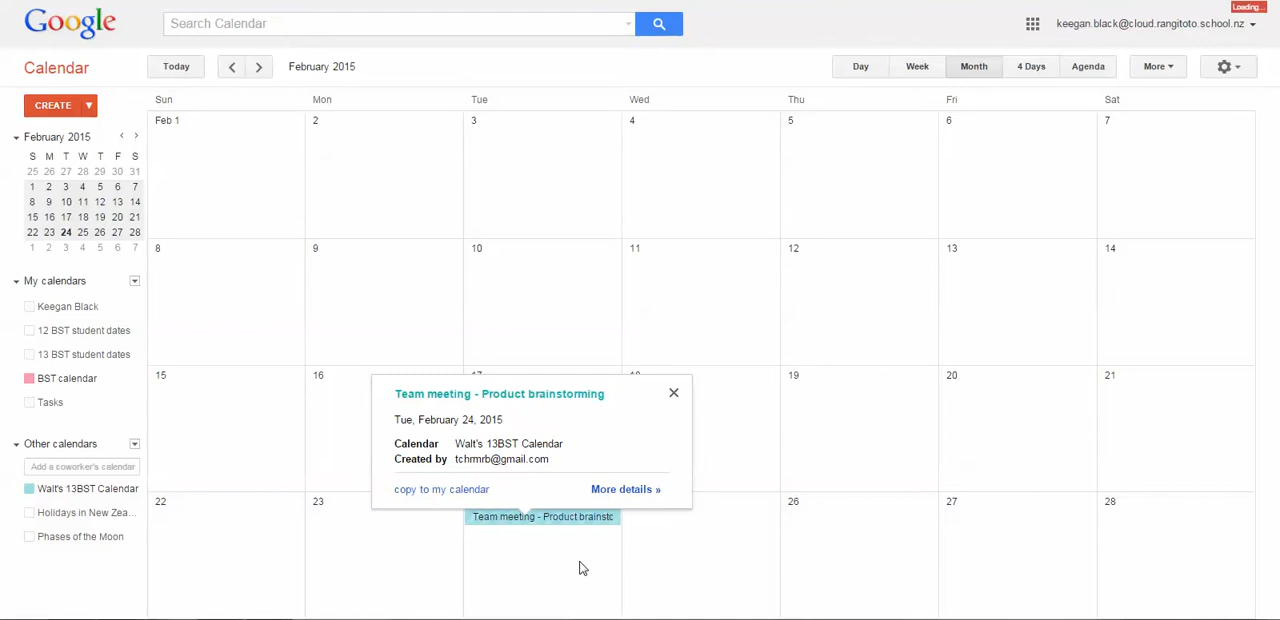 Loading...
Google
Search Calendar
keegan.black@cloud.rangitoto.school.nz
Calendar
Today
February 2015
Day Week Month 4 Days Agenda
More
CREATE
February 2015
S M T W T F S
25 26 27 28 29 30 31
1 2 3 4 5 6 7
8 9 10 11 12 13 14
15 16 17 18 19 20 21
22 23 24 25 26 27 28
1 2 3 4 5 6 7
My calendars
Keegan Black
12 BST student dates
13 BST student dates
BST calendar
Tasks
Other calendars
Add a coworker's calendar
Walt's 13BST Calendar
Holidays in New Zea...
Phases of the Moon
Sun Mon Tue Wed Thu Fri Sat
Feb 1 2 3 4 5 6 7
8 9 10 11 12 13 14
15 16 17 18 19 20 21
Team meeting - Product brainstorming
Tue, February 24, 2015
Calendar Walt's 13BST Calendar
Created by tchrmrb@gmail.com
copy to my calendar More details »
22 23 26 27 28
Team meeting - Product brainstc